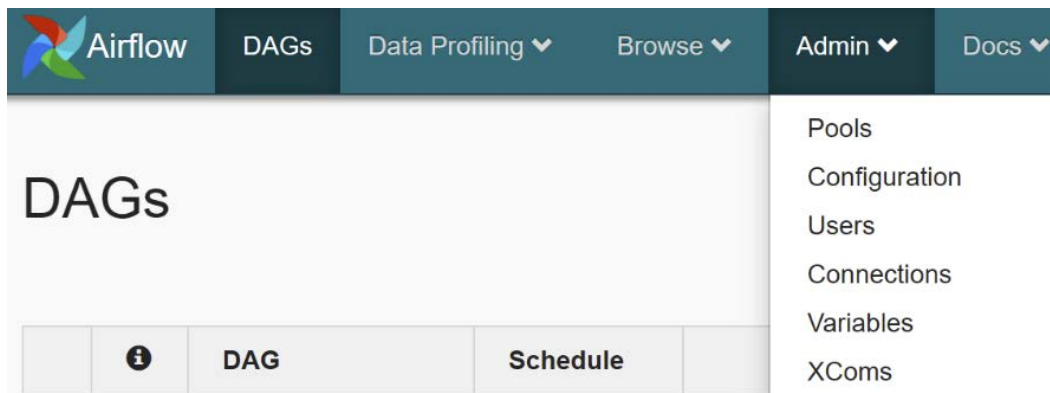 Airflow DAGs Data Profiling Browse Admin Docs
Pools
Configuration
DAGs
Users
Connections
Variables
DAG Schedule
XComs